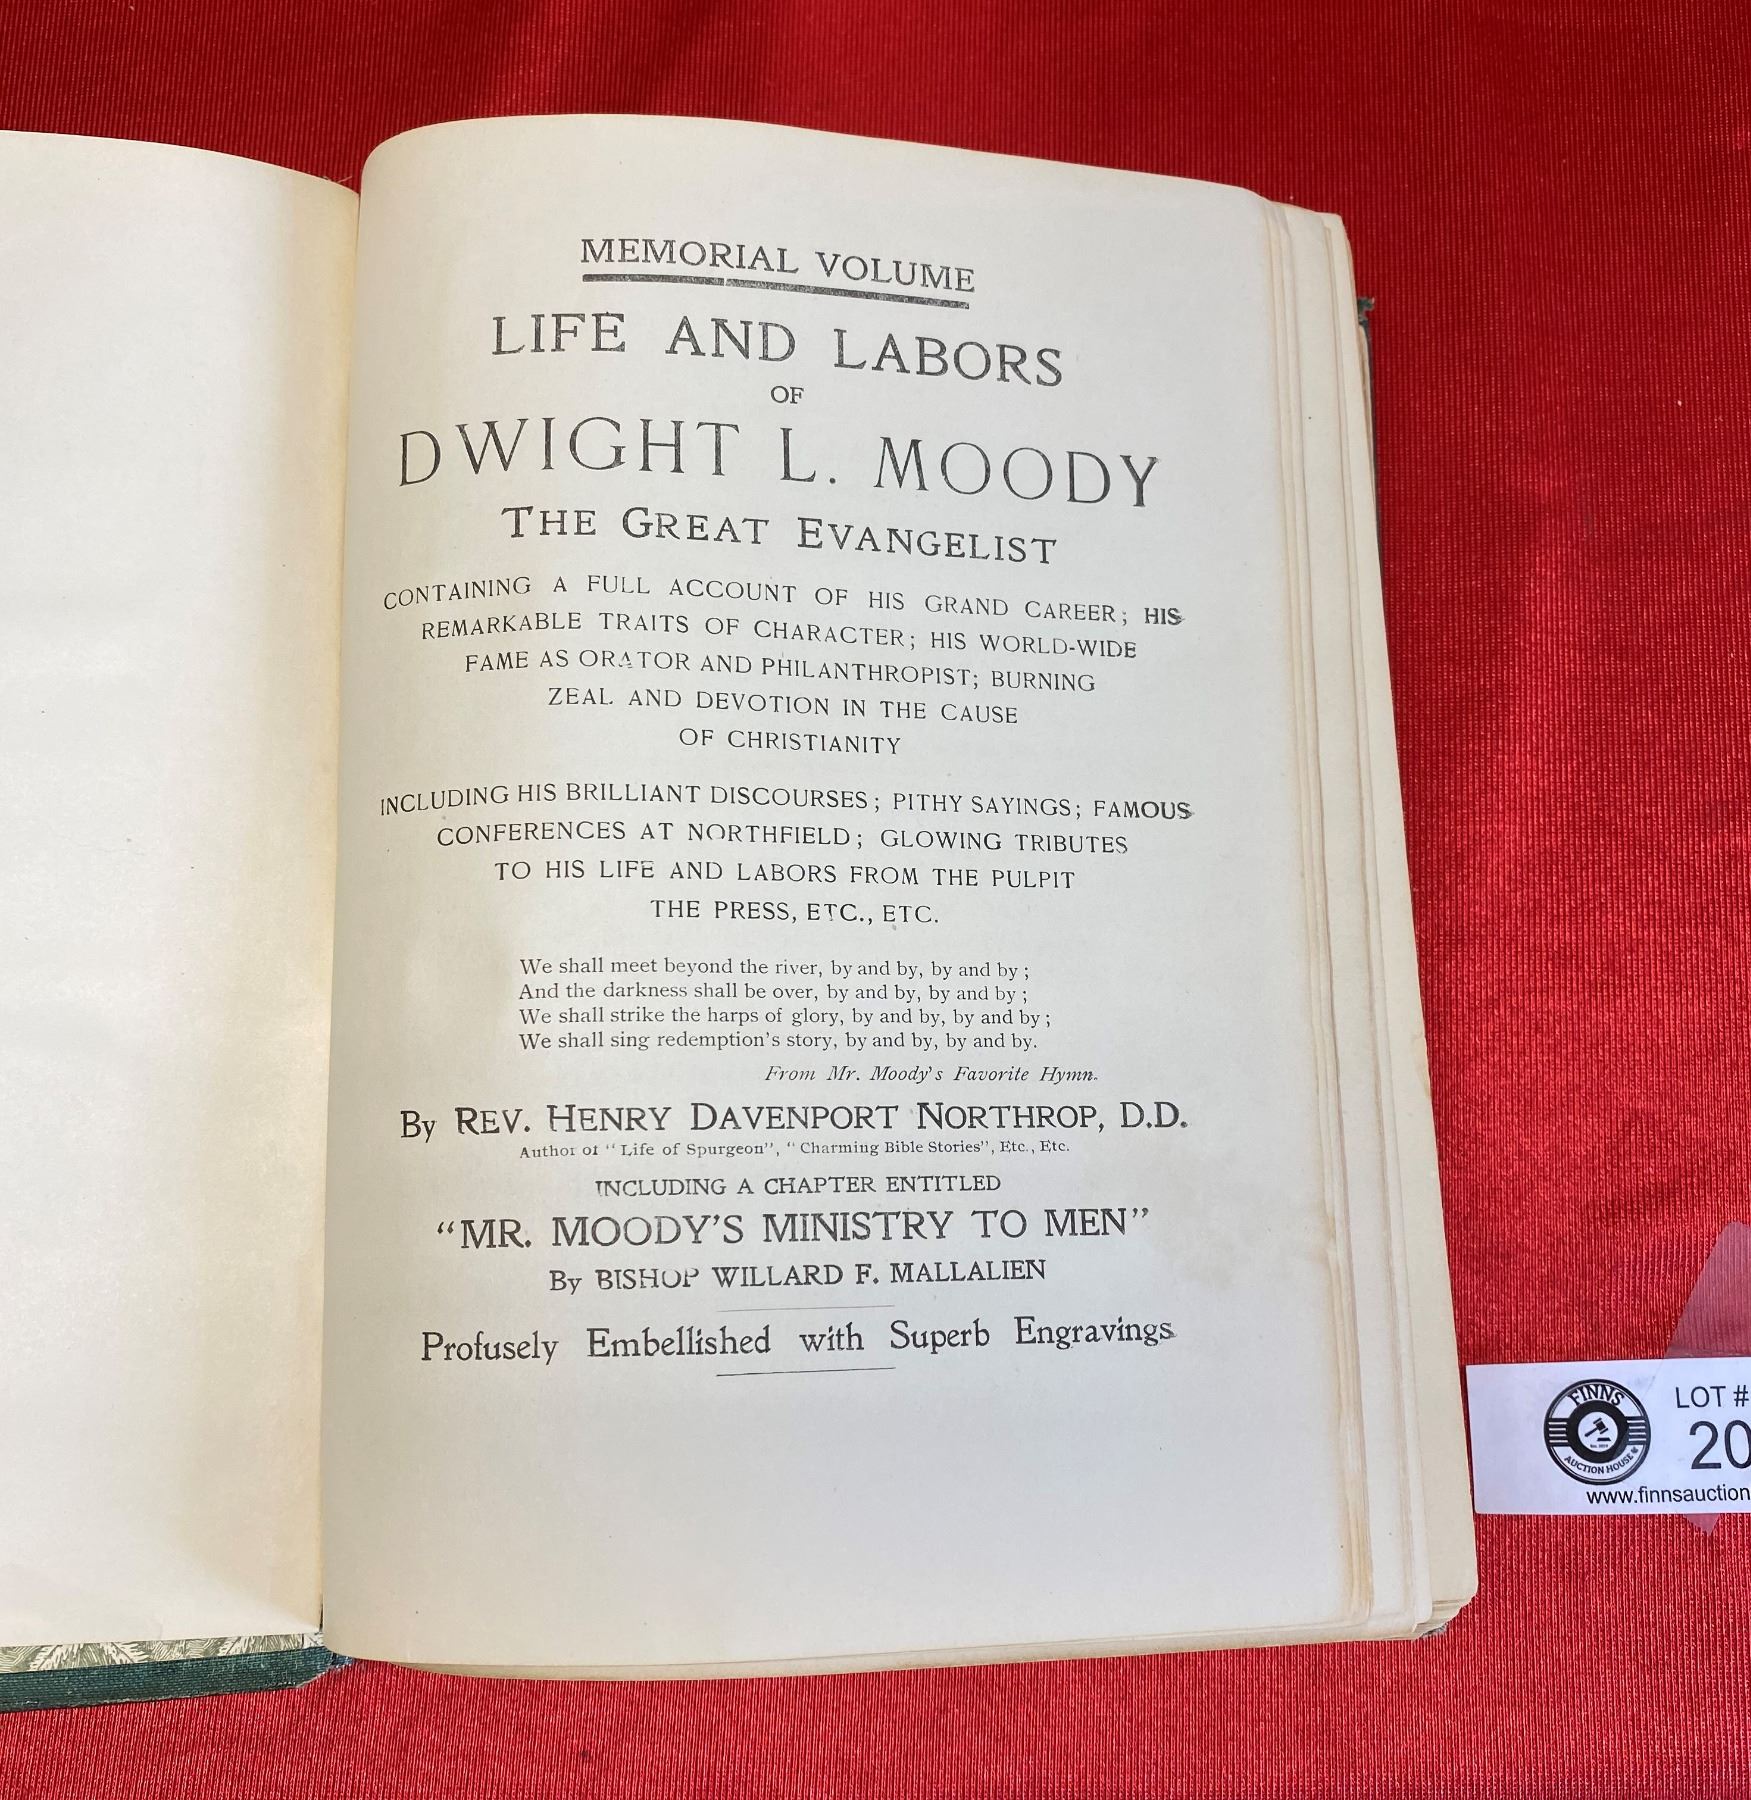 MEMORIAL VOLUME
LIFE AND LABORS
OF
DWIGHT L. MOODY
THE GREAT EVANGELIST
CONTAINING A FULL ACCOUNT OF HIS GRAND CAREER; HIS
REMARKABLE TRAITS OF CHARACTER; HIS WORLD-WIDE
FAME AS ORATOR AND PHILANTHROPIST; BURNING
ZEAL AND DEVOTION IN THE CAUSE
OF CHRISTIANITY
INCLUDING HIS BRILLIANT DISCOURSES; PITHY SAYINGS; FAMOUS
CONFERENCES AT NORTHFIELD; GLOWING TRIBUTES
TO HIS LIFE AND LABORS FROM THE PULPIT
THE PRESS, ETC., ETC.
We shall meet beyond the river, by and by, by and by;
And the darkness shall be over, by and by, by and by;
We shall strike the harps of glory, by and by, by and by;
We shall sing redemption's story, by and by, by and by.
From Mr. Moody's Favorite Hymn.
By REV. HENRY DAVENPORT NORTHROP, D.D.
Author of "Life of Spurgeon", "Charming Bible Stories", Etc., Etc.
INCLUDING A CHAPTER ENTITLED
"MR. MOODY'S MINISTRY TO MEN"
By BISHOP WILLARD F. MALLALIEN
Profusely Embellished with Superb Engravings
FINNS
AUCTION HOUSE
LOT #
20
www.finnsauction